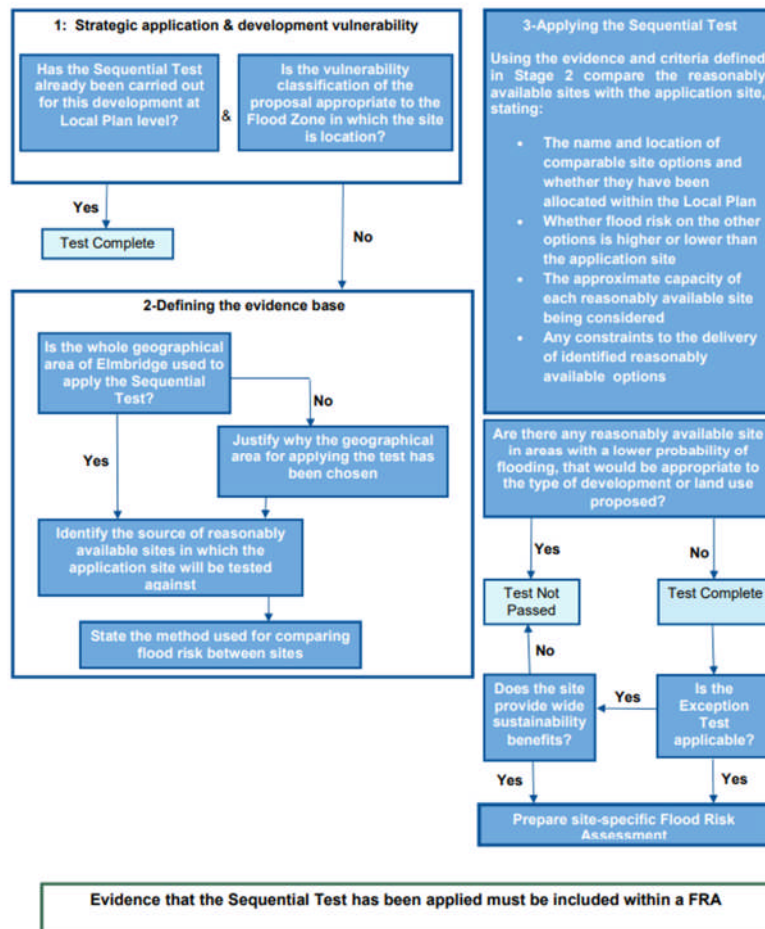 1: Strategic application & development vulnerability
Has the Sequential Test
already been carried out
for this development at
Local Plan level?
&
Is the vulnerability
classification of the
proposal appropriate to the
Flood Zone in which the site
is location?
Yes
Test Complete
No
2-Defining the evidence base
Is the whole geographical
area of Elmbridge used to
apply the Sequential
Test?
No
Yes
Justify why the geographical
area for applying the test has
been chosen
Identify the source of reasonably
available sites in which the
application site will be tested
against
State the method used for comparing
flood risk between sites
3-Applying the Sequential Test
Using the evidence and criteria defined
in Stage 2 compare the reasonably
available sites with the application site,
stating:
• The name and location of
comparable site options and
whether they have been
allocated within the Local Plan
• Whether flood risk on the other
options is higher or lower than
the application site
• The approximate capacity of
each reasonably available site
being considered
• Any constraints to the delivery
of identified reasonably
available options
Are there any reasonably available site
in areas with a lower probability of
flooding, that would be appropriate to
the type of development or land use
proposed?
Yes
No
Test Not
Passed
Test Complete
No
Does the site
provide wide
sustainability
benefits?
Yes
Is the
Exception
Test
applicable?
Yes
Yes
Prepare site-specific Flood Risk
Assessment
Evidence that the Sequential Test has been applied must be included within a FRA